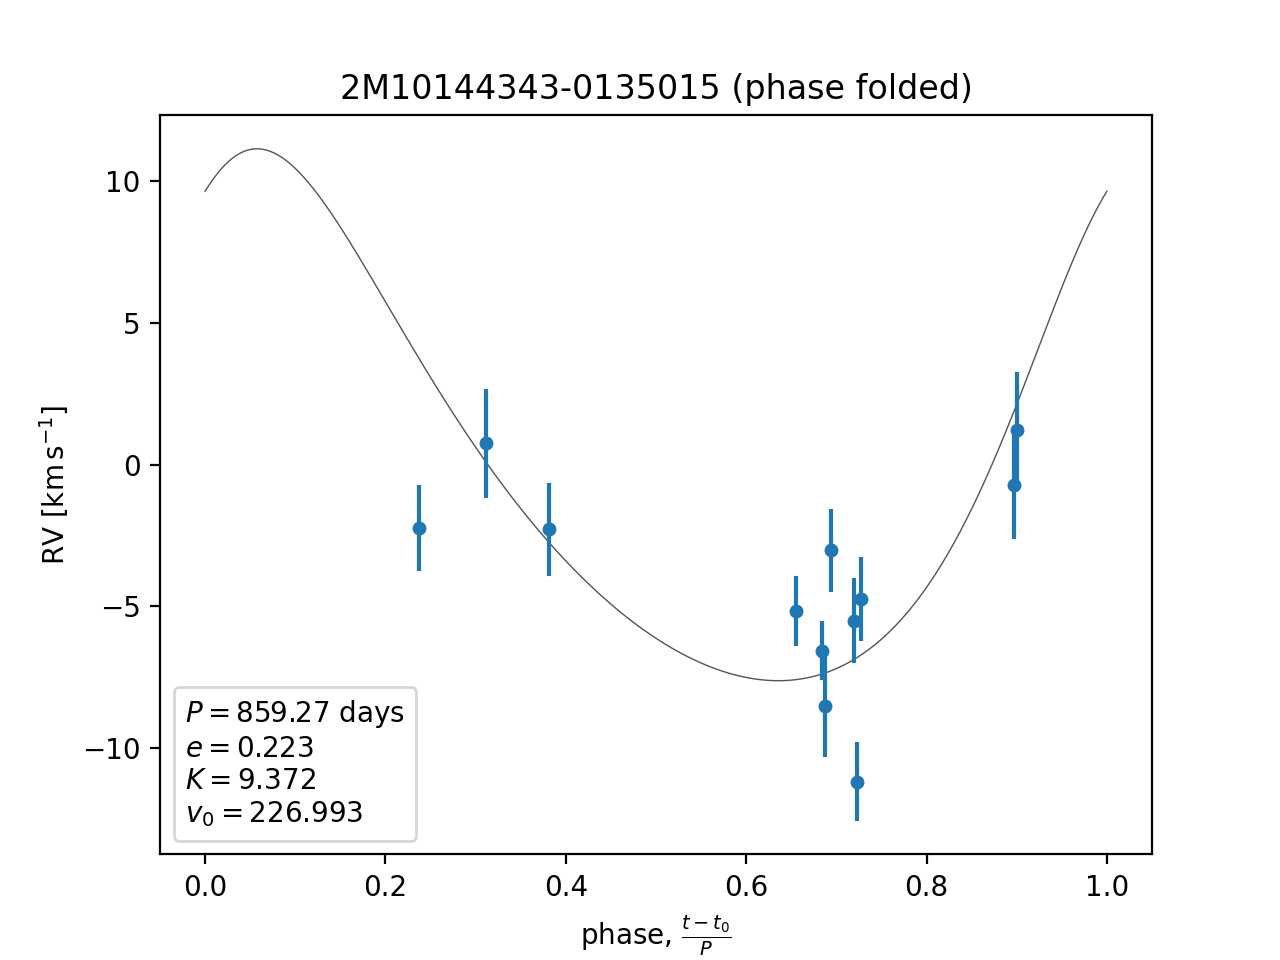 2M10144343-0135015 (phase folded)
RV [km s⁻¹]
10
5
0
−5
−10
P = 859.27 days
e = 0.223
K = 9.372
v₀ = 226.993
0.0 0.2 0.4 0.6 0.8 1.0
phase, (t − t₀)/P